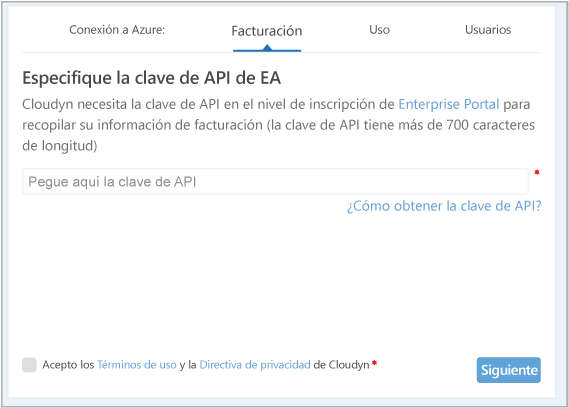 Conexión a Azure: Facturación Uso Usuarios
Especifique la clave de API de EA
Cloudyn necesita la clave de API en el nivel de inscripción de Enterprise Portal para
recopilar su información de facturación (la clave de API tiene más de 700 caracteres
de longitud)
Pegue aquí la clave de API *
¿Cómo obtener la clave de API?
Acepto los Términos de uso y la Directiva de privacidad de Cloudyn *
Siguiente